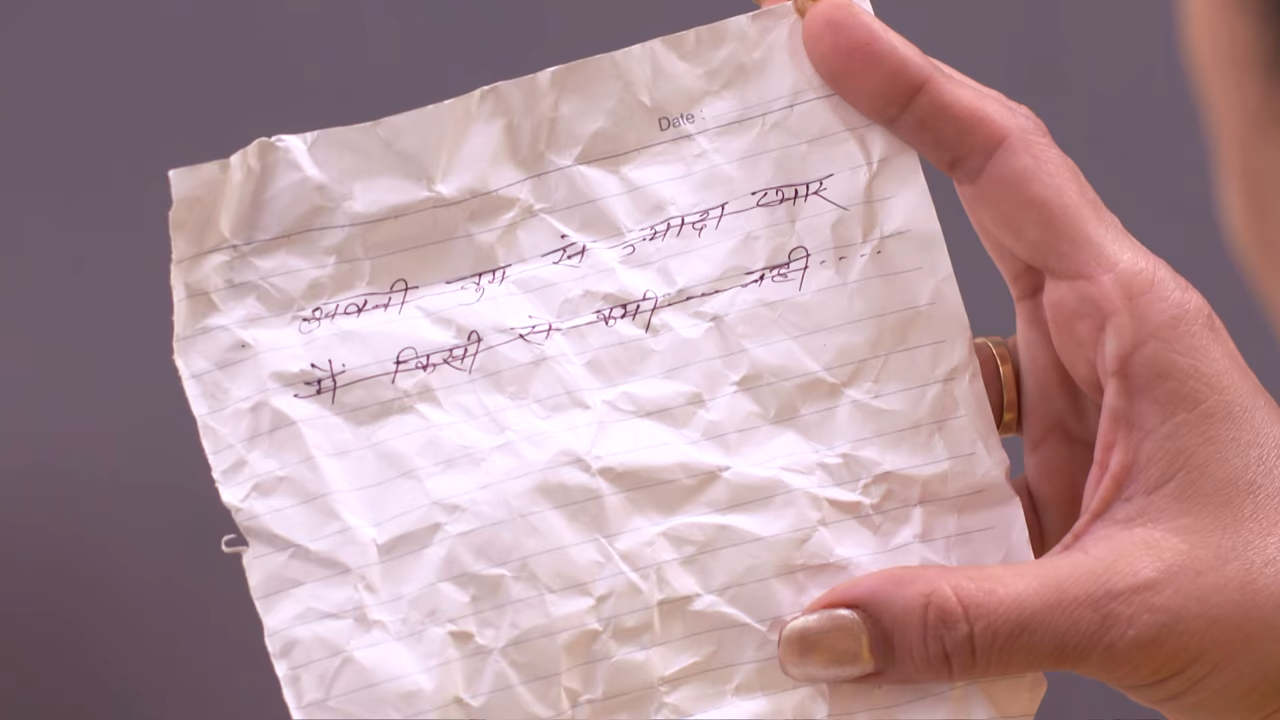 Date :
अवनी तुम से ज्यादा प्यार
में किसी से कभी नही....